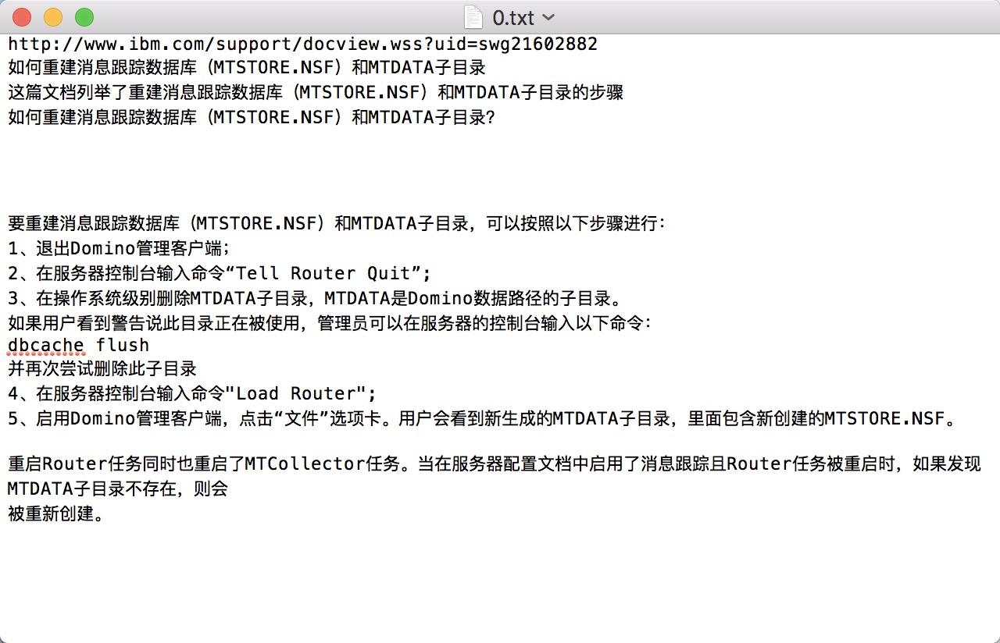 0.txt
http://www.ibm.com/support/docview.wss?uid=swg21602882
如何重建消息跟踪数据库（MTSTORE.NSF）和MTDATA子目录
这篇文档列举了重建消息跟踪数据库（MTSTORE.NSF）和MTDATA子目录的步骤
如何重建消息跟踪数据库（MTSTORE.NSF）和MTDATA子目录？
要重建消息跟踪数据库（MTSTORE.NSF）和MTDATA子目录，可以按照以下步骤进行：
1、退出Domino管理客户端；
2、在服务器控制台输入命令“Tell Router Quit”；
3、在操作系统级别删除MTDATA子目录，MTDATA是Domino数据路径的子目录。
如果用户看到警告说此目录正在被使用，管理员可以在服务器的控制台输入以下命令：
dbcache flush
并再次尝试删除此子目录
4、在服务器控制台输入命令"Load Router"；
5、启用Domino管理客户端，点击“文件”选项卡。用户会看到新生成的MTDATA子目录，里面包含新创建的MTSTORE.NSF。
重启Router任务同时也重启了MTCollector任务。当在服务器配置文档中启用了消息跟踪且Router任务被重启时，如果发现
MTDATA子目录不存在，则会
被重新创建。